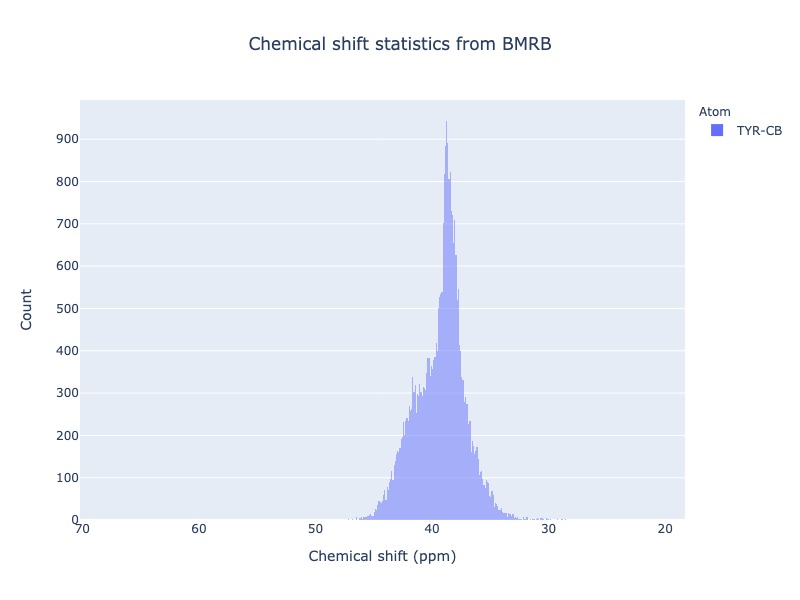 Chemical shift statistics from BMRB
Atom
TYR-CB
900
800
700
600
500
400
300
200
100
0
Count
70 60 50 40 30 20
Chemical shift (ppm)